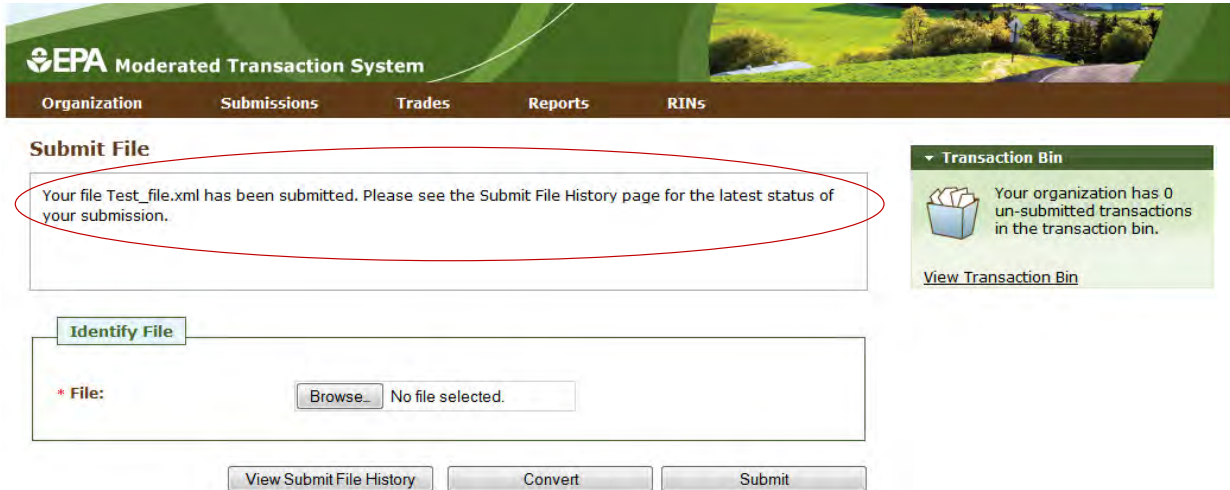 EPA Moderated Transaction System
Organization Submissions Trades Reports RINs
Submit File
Your file Test_file.xml has been submitted. Please see the Submit File History page for the latest status of
your submission.
Transaction Bin
Your organization has 0
un-submitted transactions
in the transaction bin.
View Transaction Bin
Identify File
* File:
Browse_ No file selected.
View Submit File History Convert Submit